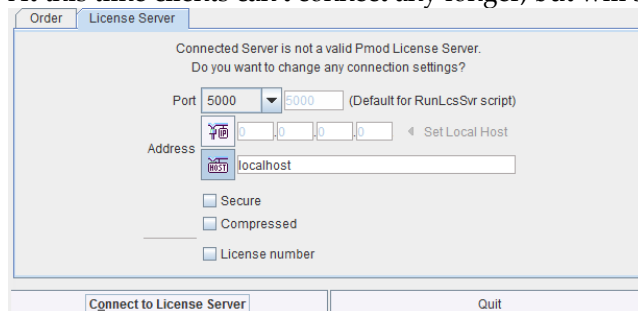 Order License Server
Connected Server is not a valid Pmod License Server.
Do you want to change any connection settings?
Port 5000 5000 (Default for RunLcsSvr script)
IP 0 .0 .0 .0 Set Local Host
Address
HOST localhost
Secure
Compressed
License number
Connect to License Server Quit